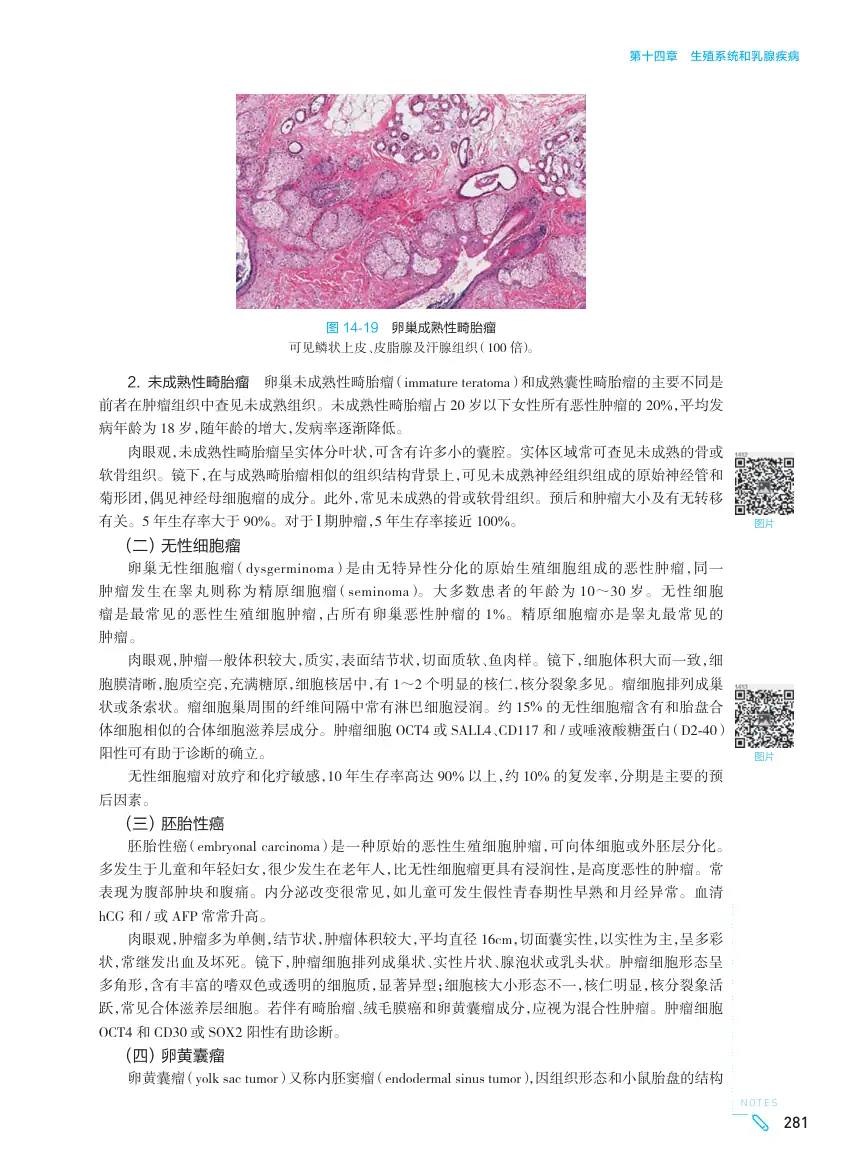 第十四章 生殖系统和乳腺疾病
图 14-19 卵巢成熟性畸胎瘤
可见鳞状上皮、皮脂腺及汗腺组织（100 倍）。
2. 未成熟性畸胎瘤 卵巢未成熟性畸胎瘤（immature teratoma）和成熟囊性畸胎瘤的主要不同是
前者在肿瘤组织中查见未成熟组织。未成熟性畸胎瘤占 20 岁以下女性所有恶性肿瘤的 20%，平均发
病年龄为 18 岁，随年龄的增大，发病率逐渐降低。
肉眼观，未成熟性畸胎瘤呈实体分叶状，可含有许多小的囊腔。实体区域常可查见未成熟的骨或
软骨组织。镜下，在与成熟畸胎瘤相似的组织结构背景上，可见未成熟神经组织组成的原始神经管和
菊形团，偶见神经母细胞瘤的成分。此外，常见未成熟的骨或软骨组织。预后和肿瘤大小及有无转移
有关。5 年生存率大于 90%。对于Ⅰ期肿瘤，5 年生存率接近 100%。
1412
图片
（二）无性细胞瘤
卵巢无性细胞瘤（dysgerminoma）是由无特异性分化的原始生殖细胞组成的恶性肿瘤，同一
肿瘤发生在睾丸则称为精原细胞瘤（seminoma）。大多数患者的年龄为 10～30 岁。无性细胞
瘤是最常见的恶性生殖细胞肿瘤，占所有卵巢恶性肿瘤的 1%。精原细胞瘤亦是睾丸最常见的
肿瘤。
肉眼观，肿瘤一般体积较大，质实，表面结节状，切面质软、鱼肉样。镜下，细胞体积大而一致，细
胞膜清晰，胞质空亮，充满糖原，细胞核居中，有 1～2 个明显的核仁，核分裂象多见。瘤细胞排列成巢
状或条索状。瘤细胞巢周围的纤维间隔中常有淋巴细胞浸润。约 15% 的无性细胞瘤含有和胎盘合
体细胞相似的合体细胞滋养层成分。肿瘤细胞 OCT4 或 SALL4、CD117 和 / 或唾液酸糖蛋白（D2-40）
阳性可有助于诊断的确立。
1413
图片
无性细胞瘤对放疗和化疗敏感，10 年生存率高达 90% 以上，约 10% 的复发率，分期是主要的预
后因素。
（三）胚胎性癌
胚胎性癌（embryonal carcinoma）是一种原始的恶性生殖细胞肿瘤，可向体细胞或外胚层分化。
多发生于儿童和年轻妇女，很少发生在老年人，比无性细胞瘤更具有浸润性，是高度恶性的肿瘤。常
表现为腹部肿块和腹痛。内分泌改变很常见，如儿童可发生假性青春期性早熟和月经异常。血清
hCG 和 / 或 AFP 常常升高。
肉眼观，肿瘤多为单侧，结节状，肿瘤体积较大，平均直径 16cm，切面囊实性，以实性为主，呈多彩
状，常继发出血及坏死。镜下，肿瘤细胞排列成巢状、实性片状、腺泡状或乳头状。肿瘤细胞形态呈
多角形，含有丰富的嗜双色或透明的细胞质，显著异型；细胞核大小形态不一，核仁明显，核分裂象活
跃，常见合体滋养层细胞。若伴有畸胎瘤、绒毛膜癌和卵黄囊瘤成分，应视为混合性肿瘤。肿瘤细胞
OCT4 和 CD30 或 SOX2 阳性有助诊断。
（四）卵黄囊瘤
卵黄囊瘤（yolk sac tumor）又称内胚窦瘤（endodermal sinus tumor），因组织形态和小鼠胎盘的结构
NOTES
281